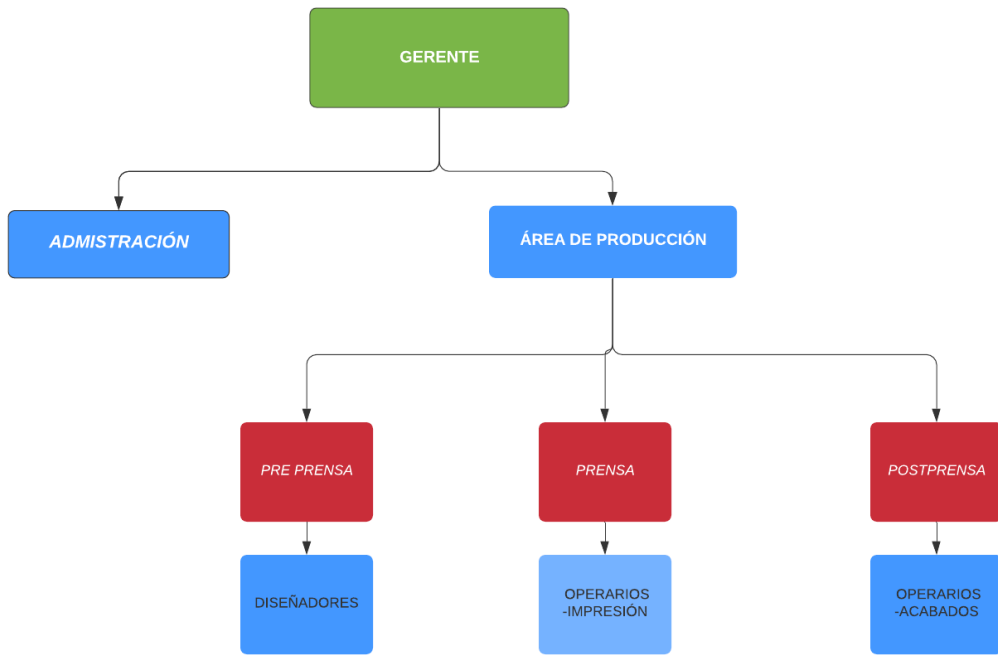 GERENTE
ADMISTRACIÓN
ÁREA DE PRODUCCIÓN
PRE PRENSA
PRENSA
POSTPRENSA
DISEÑADORES
OPERARIOS
-IMPRESIÓN
OPERARIOS
-ACABADOS